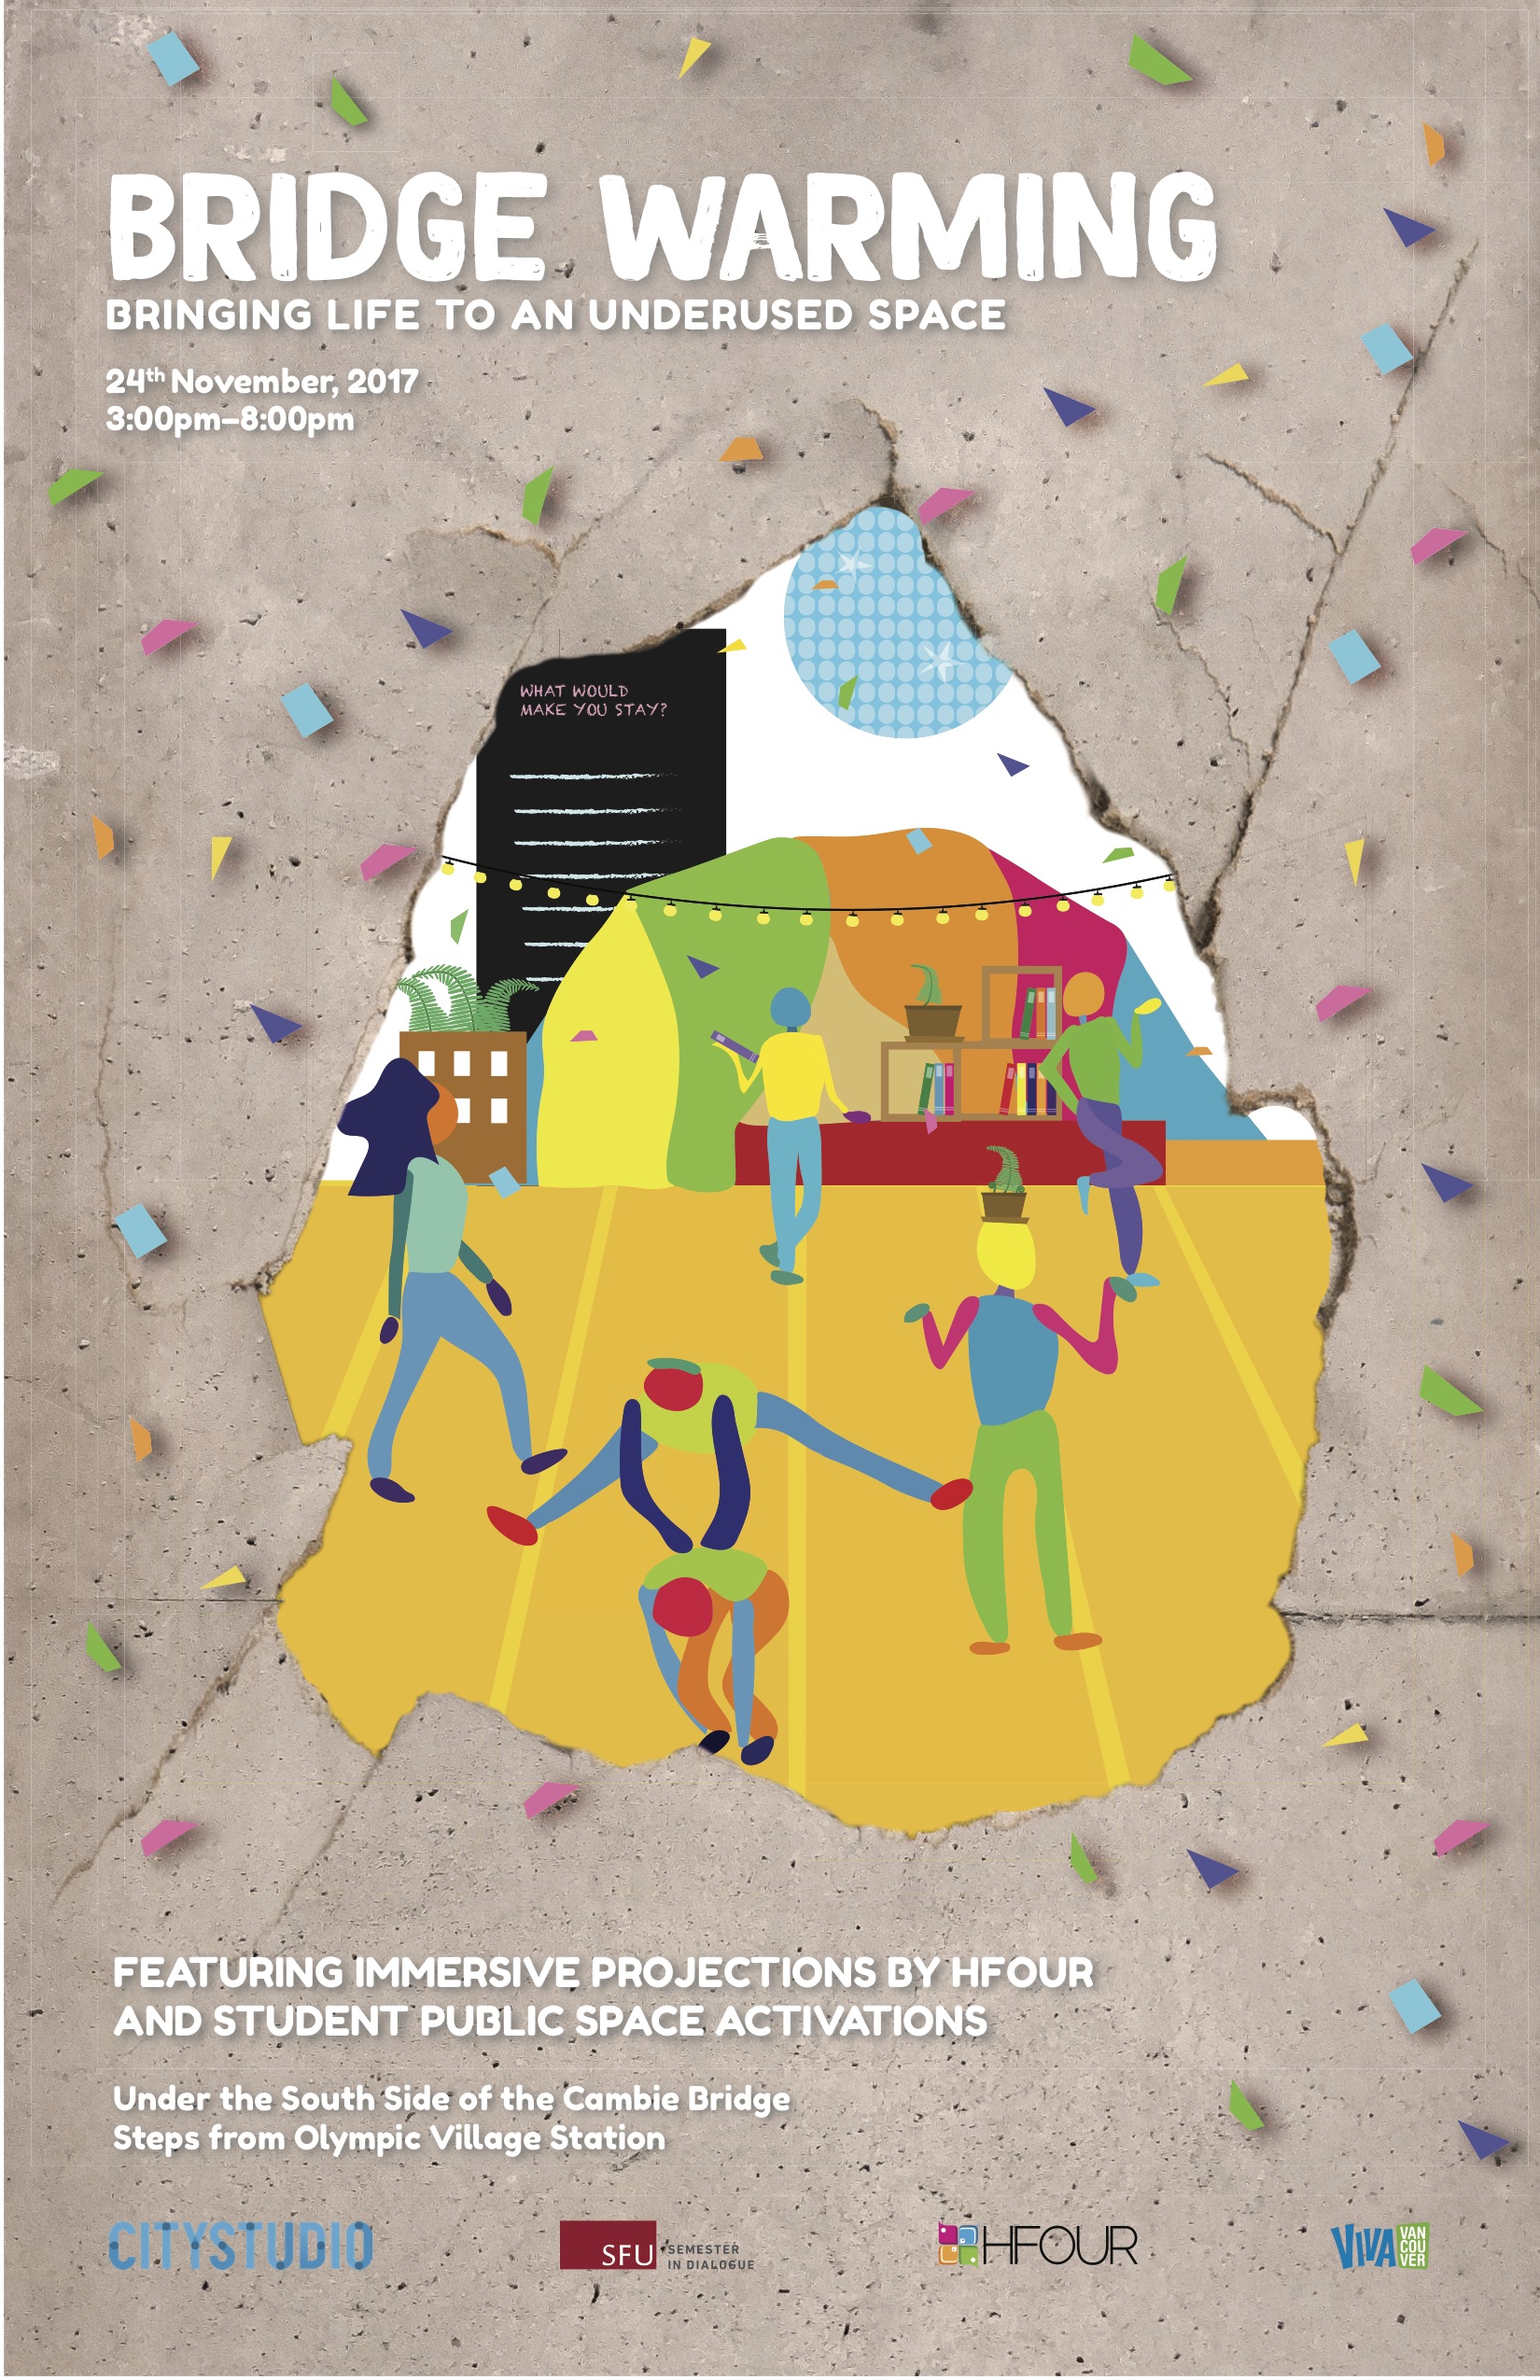 BRIDGE WARMING
BRINGING LIFE TO AN UNDERUSED SPACE
24th November, 2017
3:00pm–8:00pm
WHAT WOULD
MAKE YOU STAY?
FEATURING IMMERSIVE PROJECTIONS BY HFOUR
AND STUDENT PUBLIC SPACE ACTIVATIONS
Under the South Side of the Cambie Bridge
Steps from Olympic Village Station
CITYSTUDIO
SFU SEMESTER
IN DIALOGUE
HFOUR
VIVA VAN
COU
VER